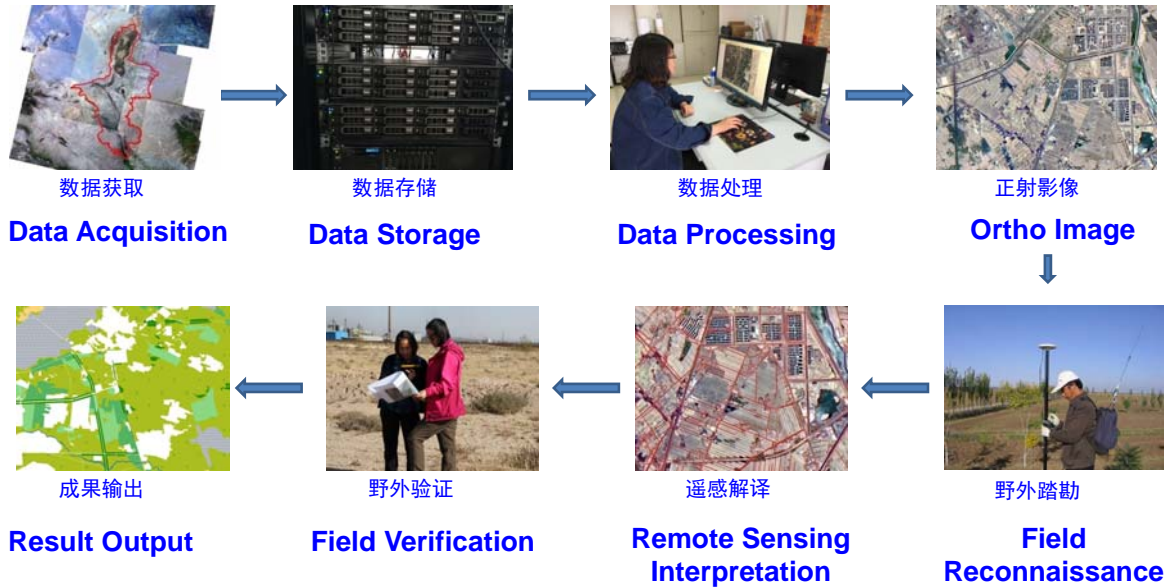 数据获取
数据存储
数据处理
正射影像
Data Acquisition
Data Storage
Data Processing
Ortho Image
成果输出
野外验证
遥感解译
野外踏勘
Result Output
Field Verification
Remote Sensing
Interpretation
Field
Reconnaissance